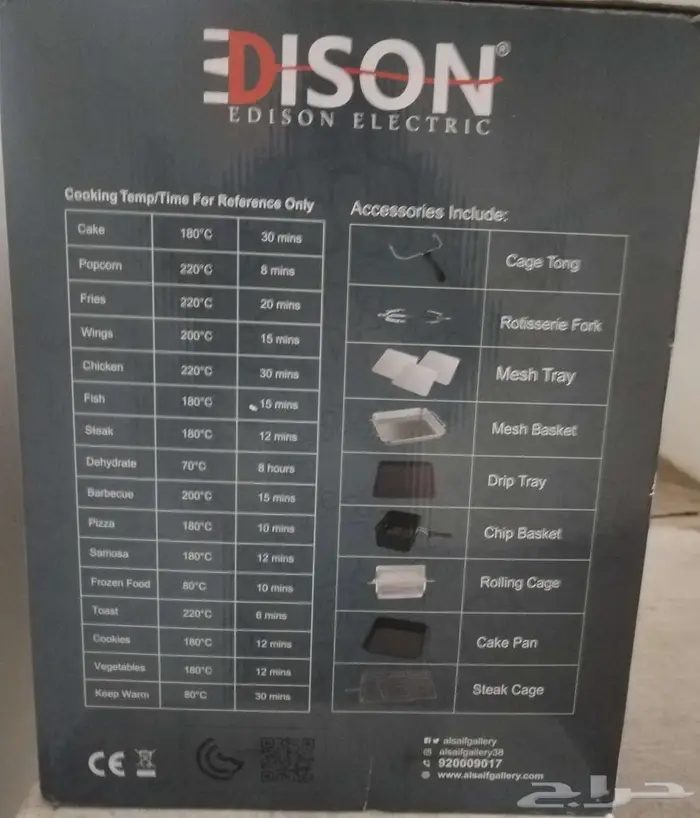 EDISON®
EDISON ELECTRIC
Cooking Temp/Time For Reference Only
Cake 180°C 30 mins
Popcorn 220°C 8 mins
Fries 220°C 20 mins
Wings 200°C 15 mins
Chicken 220°C 30 mins
Fish 180°C 15 mins
Steak 180°C 12 mins
Dehydrate 70°C 8 hours
Barbecue 200°C 15 mins
Pizza 180°C 10 mins
Samosa 180°C 12 mins
Frozen Food 80°C 10 mins
Toast 220°C 6 mins
Cookies 180°C 12 mins
Vegetables 180°C 12 mins
Keep Warm 80°C 30 mins
Accessories Include:
Cage Tong
Rotisserie Fork
Mesh Tray
Mesh Basket
Drip Tray
Chip Basket
Rolling Cage
Cake Pan
Steak Cage
CE
alsaifgallery
alsaifgallery38
920009017
www.alsaifgallery.com
حراج